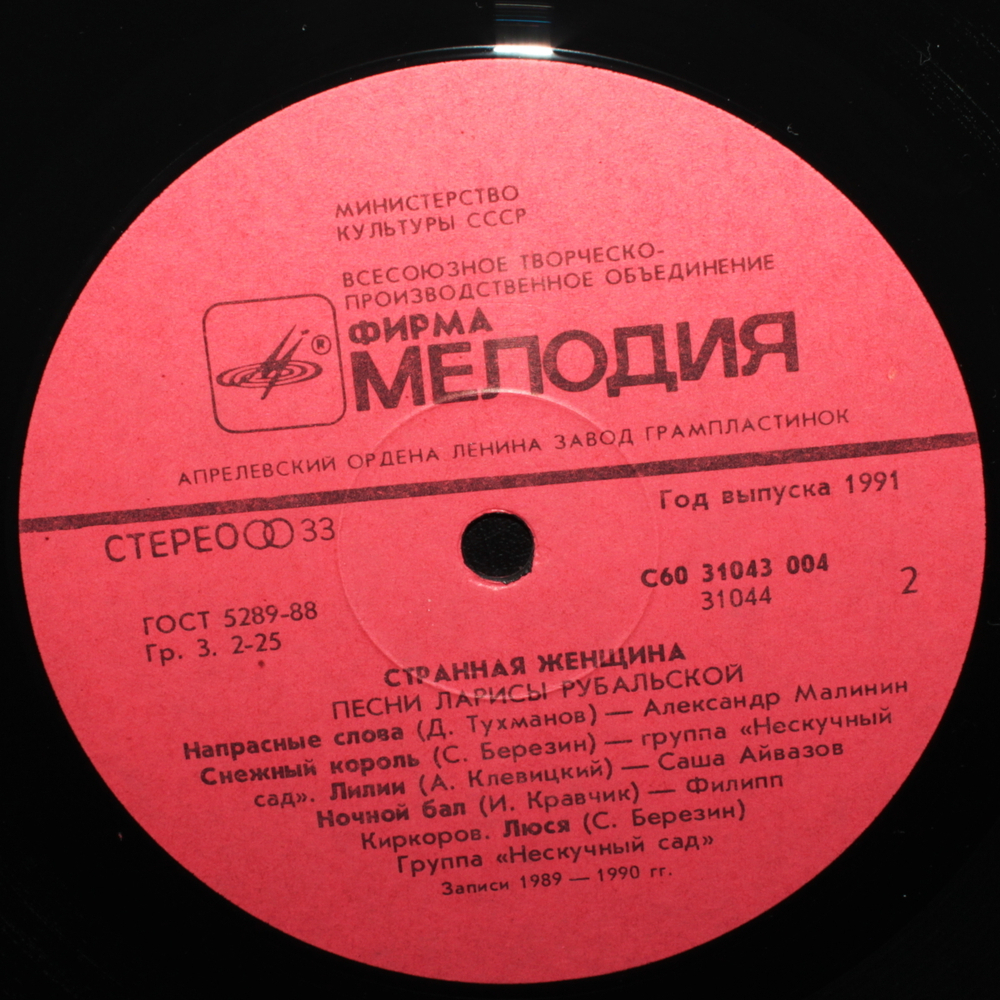 МИНИСТЕРСТВО
КУЛЬТУРЫ СССР
ВСЕСОЮЗНОЕ ТВОРЧЕСКО-
ПРОИЗВОДСТВЕННОЕ ОБЪЕДИНЕНИЕ
ФИРМА
®
МЕЛОДИЯ
АПРЕЛЕВСКИЙ ОРДЕНА ЛЕНИНА ЗАВОД ГРАМПЛАСТИНОК
Год выпуска 1991
СТЕРЕО 33
С60 31043 004
31044
2
ГОСТ 5289-88
Гр. 3. 2-25
СТРАННАЯ ЖЕНЩИНА
ПЕСНИ ЛАРИСЫ РУБАЛЬСКОЙ
Напрасные слова (Д. Тухманов) — Александр Малинин
Снежный король (С. Березин) — группа «Нескучный
сад». Лилии (А. Клевицкий) — Саша Айвазов
Ночной бал (И. Кравчик) — Филипп
Киркоров. Люся (С. Березин)
Группа «Нескучный сад»
Записи 1989 — 1990 гг.